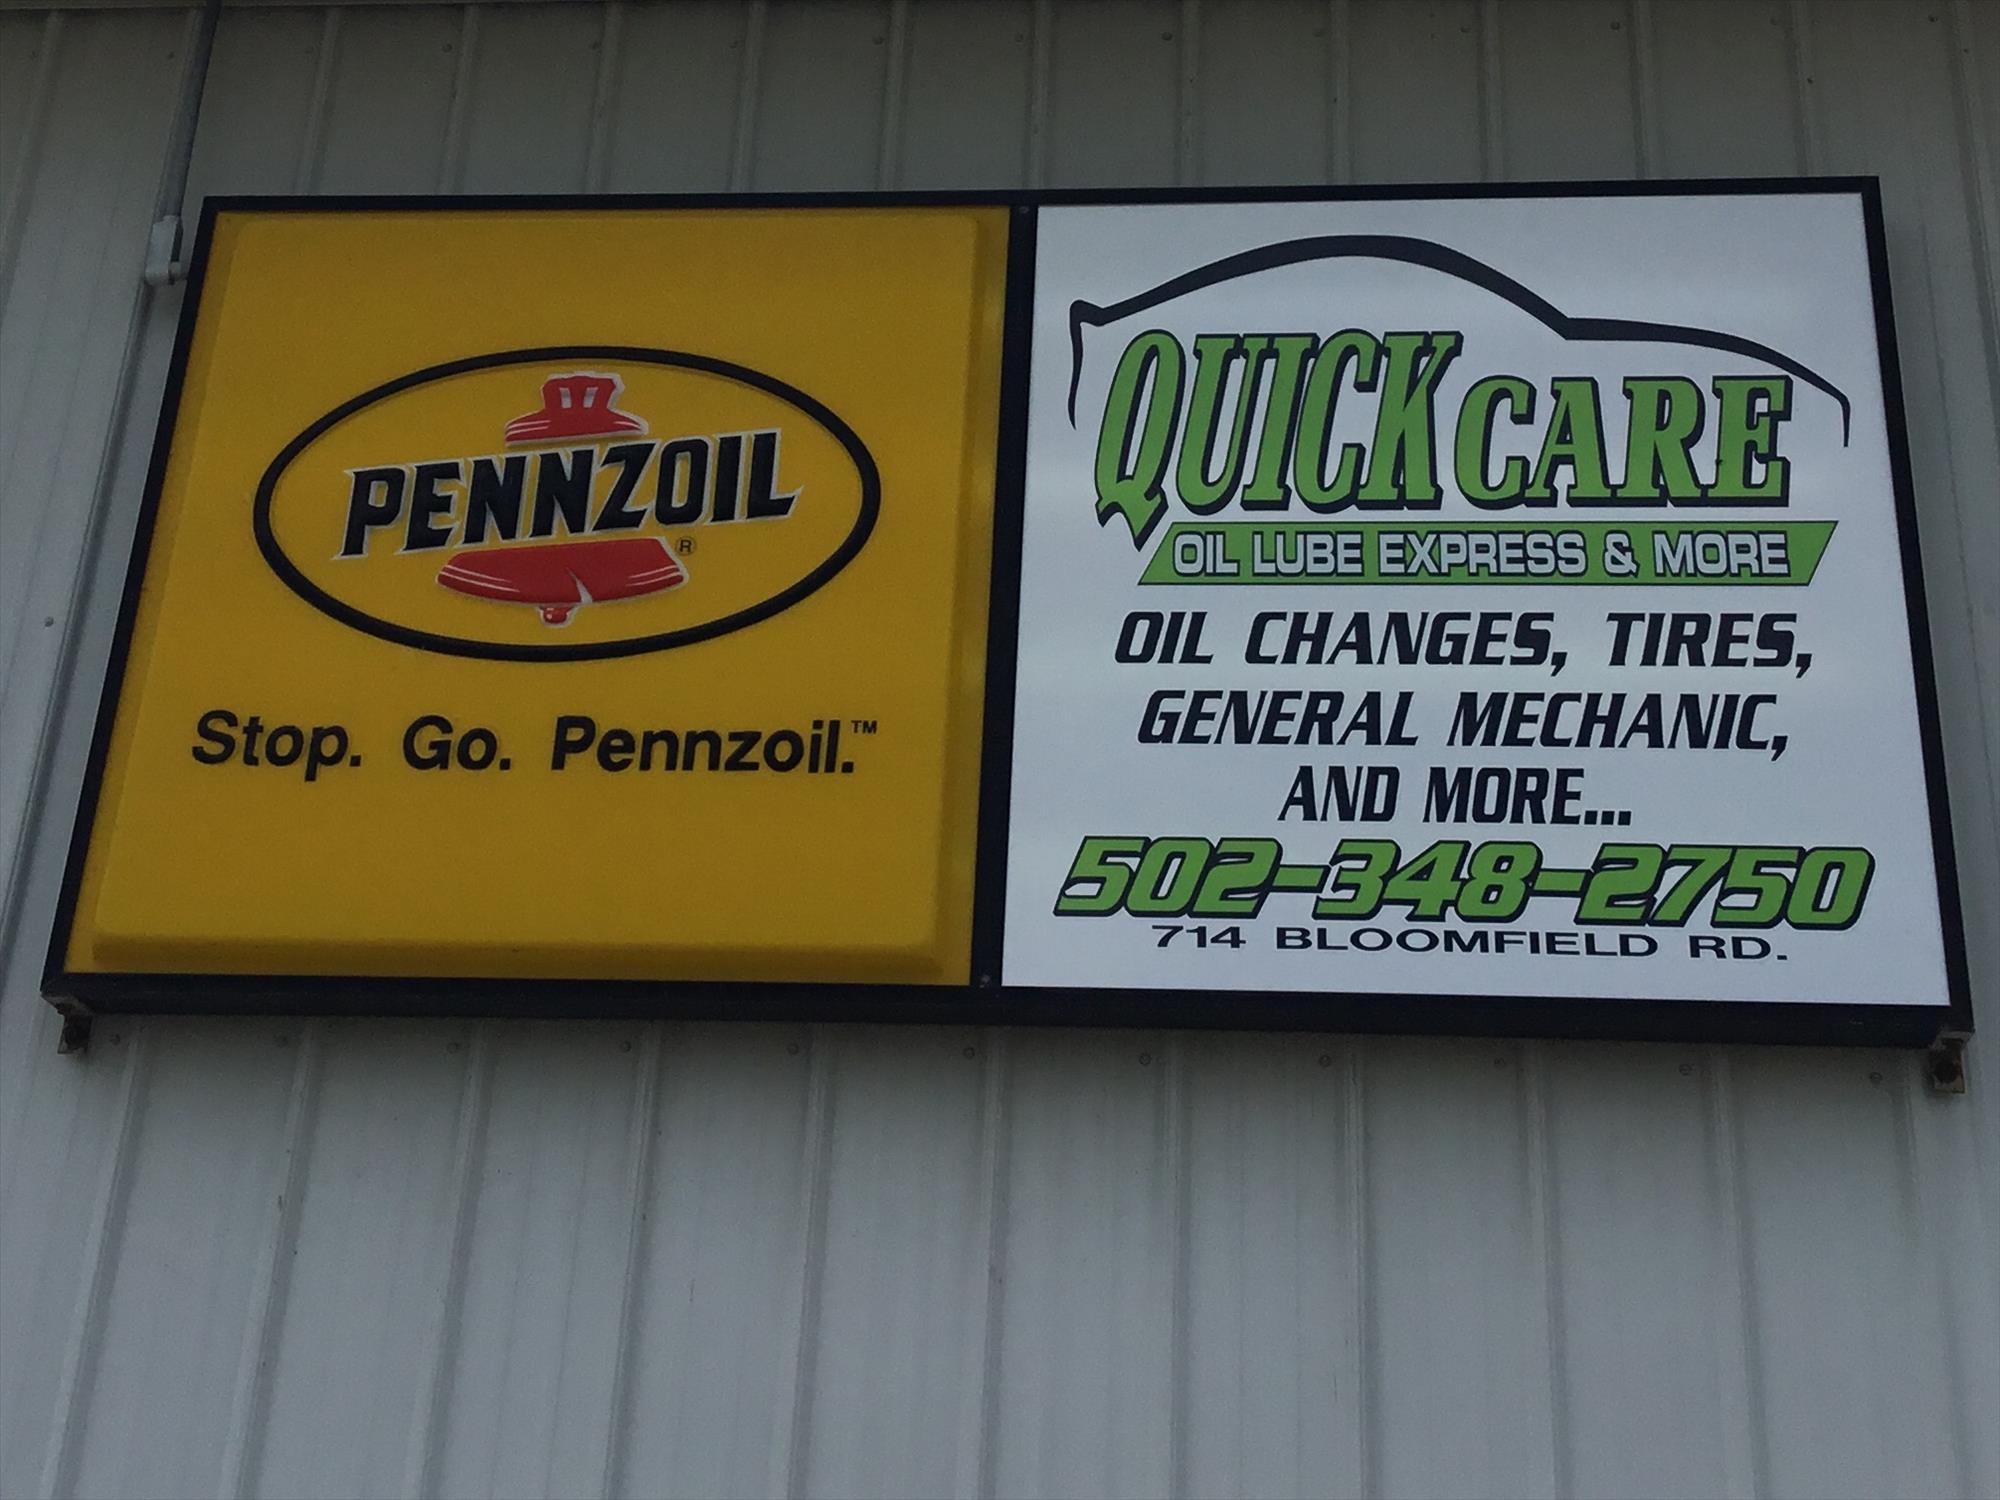 PENNZOIL
®
Stop. Go. Pennzoil.™
QUICK CARE
OIL LUBE EXPRESS & MORE
OIL CHANGES, TIRES,
GENERAL MECHANIC,
AND MORE...
502-348-2750
714 BLOOMFIELD RD.